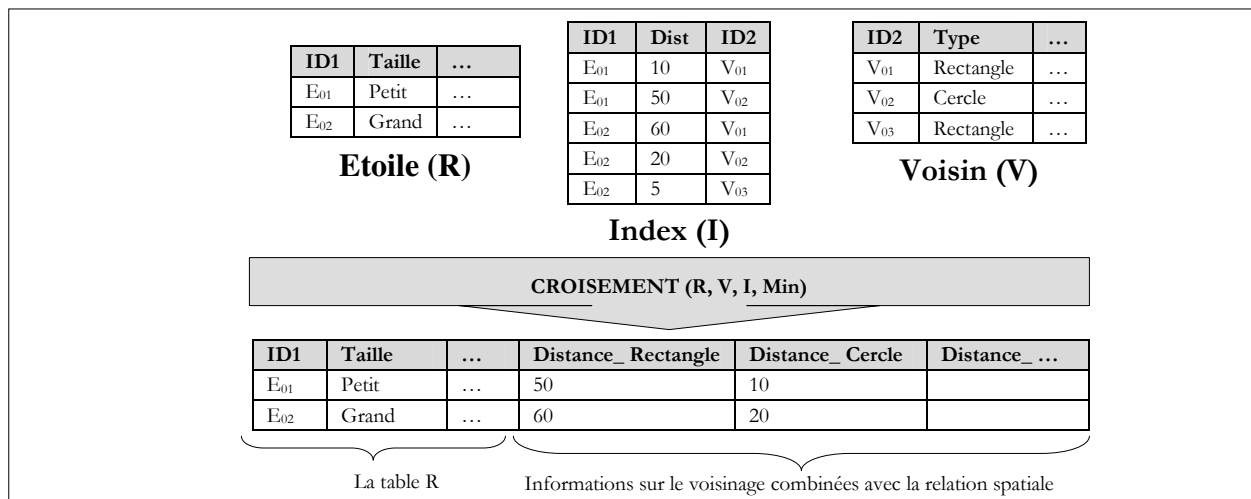 ID1 Taille …
E01 Petit …
E02 Grand …
Etoile (R)
ID1 Dist ID2
E01 10 V01
E01 50 V02
E02 60 V01
E02 20 V02
E02 5 V03
Index (I)
ID2 Type …
V01 Rectangle …
V02 Cercle …
V03 Rectangle …
Voisin (V)
CROISEMENT (R, V, I, Min)
ID1 Taille … Distance_ Rectangle Distance_ Cercle Distance_ …
E01 Petit … 50 10
E02 Grand … 60 20
La table R
Informations sur le voisinage combinées avec la relation spatiale